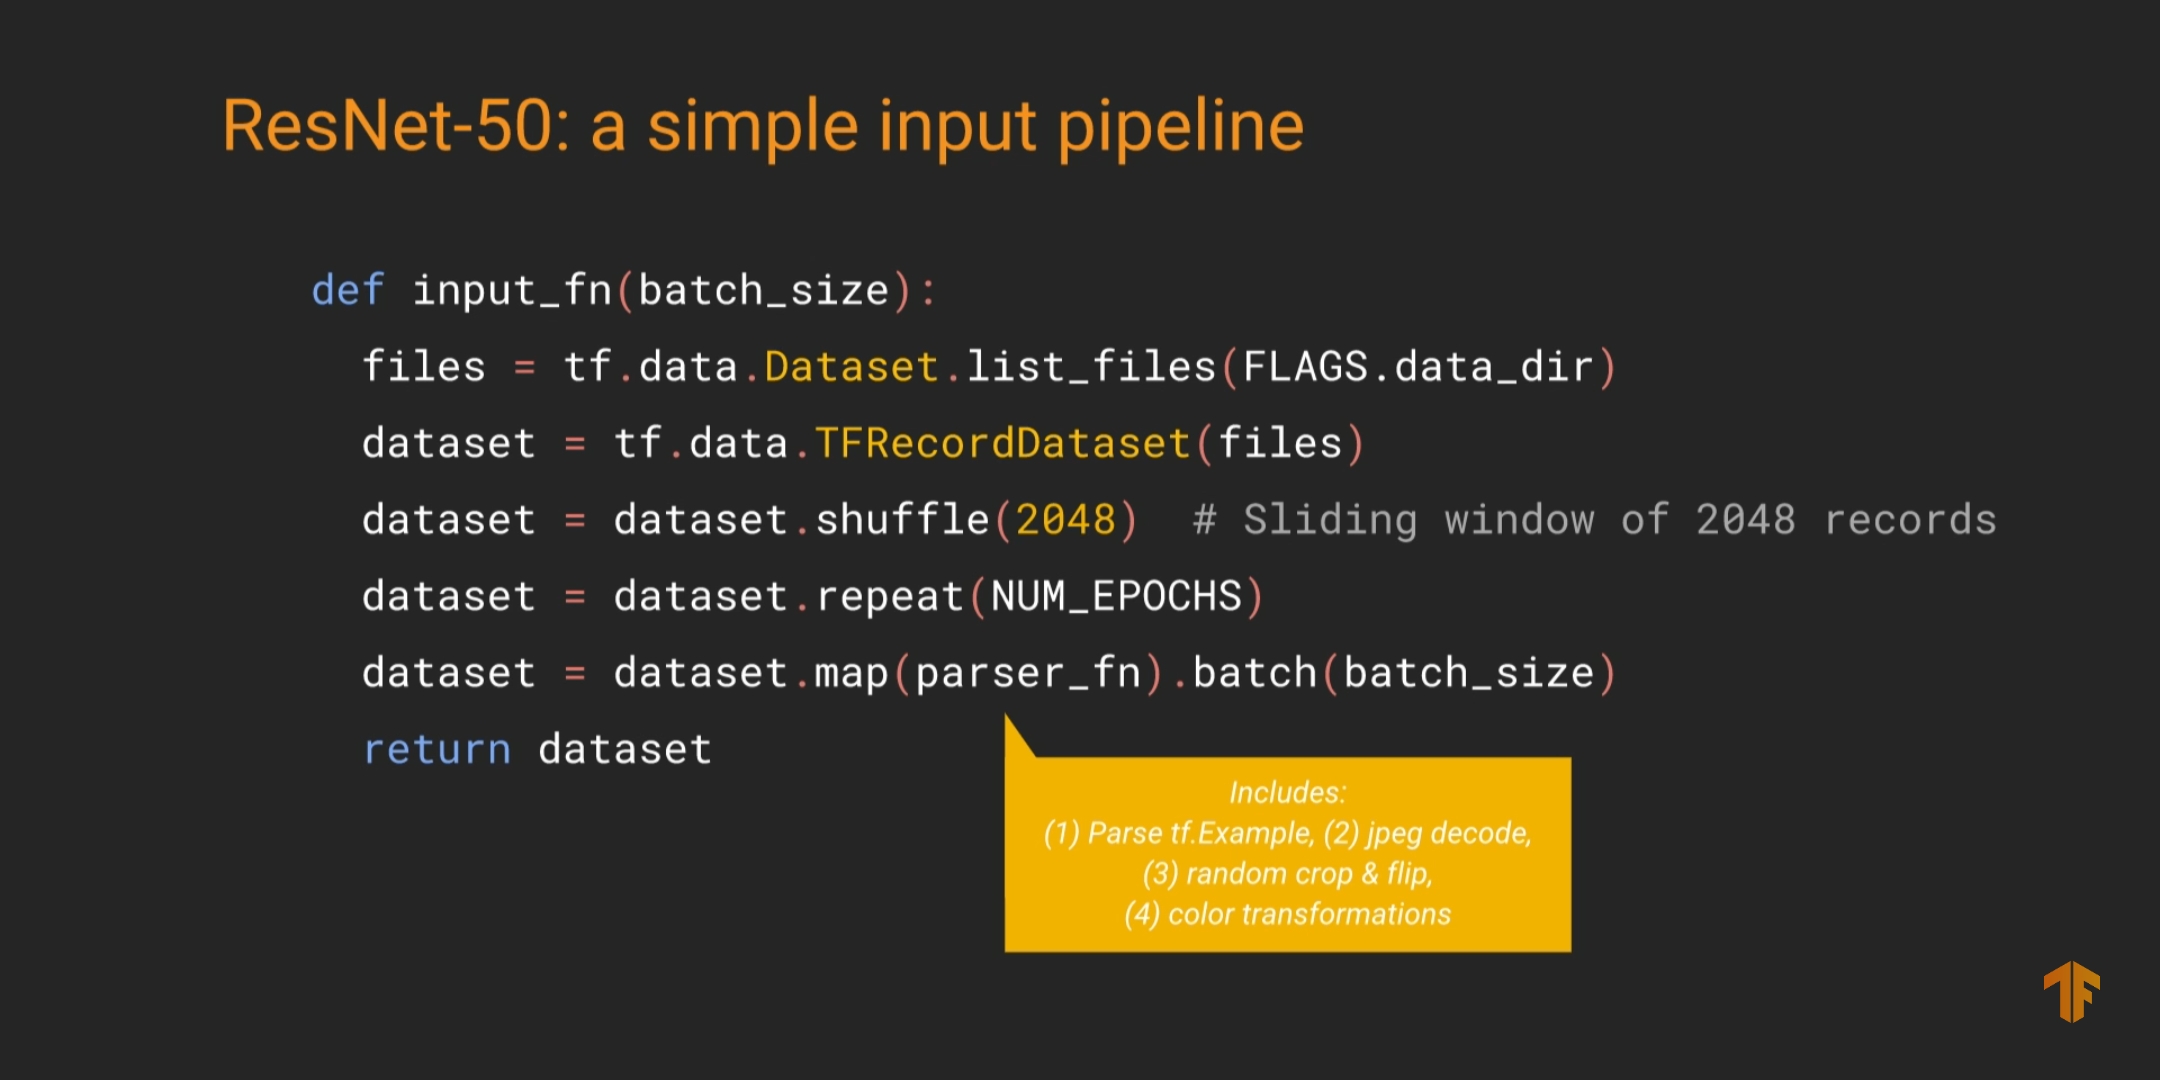 ResNet-50: a simple input pipeline
def input_fn(batch_size):
  files = tf.data.Dataset.list_files(FLAGS.data_dir)
  dataset = tf.data.TFRecordDataset(files)
  dataset = dataset.shuffle(2048)  # Sliding window of 2048 records
  dataset = dataset.repeat(NUM_EPOCHS)
  dataset = dataset.map(parser_fn).batch(batch_size)
  return dataset
Includes:
(1) Parse tf.Example, (2) jpeg decode,
(3) random crop & flip,
(4) color transformations